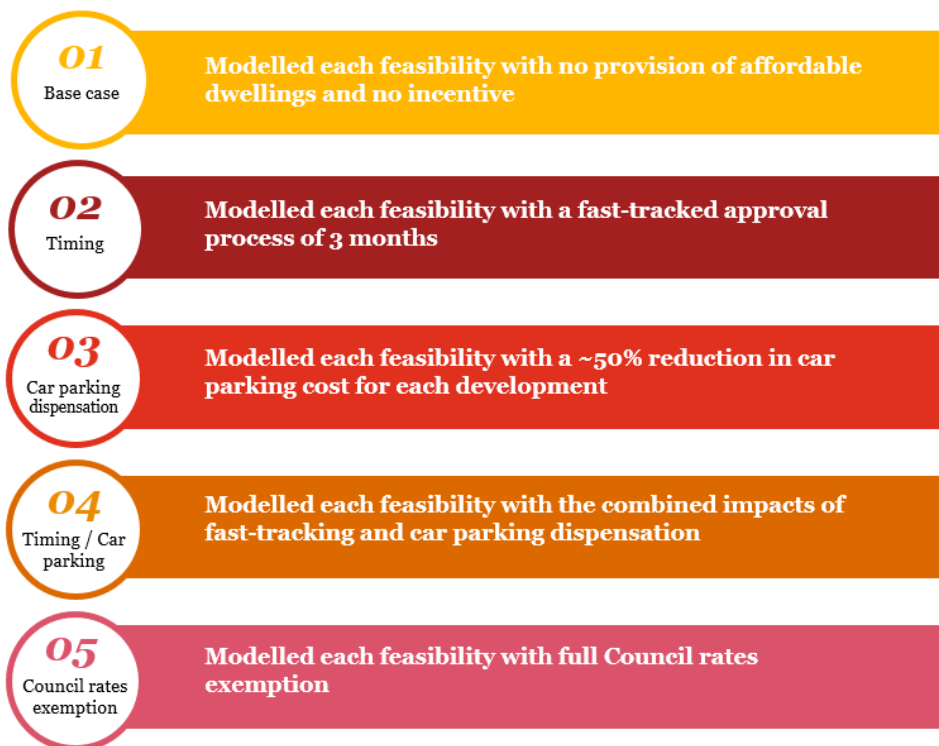 01
Base case
Modelled each feasibility with no provision of affordable
dwellings and no incentive
02
Timing
Modelled each feasibility with a fast-tracked approval
process of 3 months
03
Car parking
dispensation
Modelled each feasibility with a ~50% reduction in car
parking cost for each development
04
Timing / Car
parking
Modelled each feasibility with the combined impacts of
fast-tracking and car parking dispensation
05
Council rates
exemption
Modelled each feasibility with full Council rates
exemption